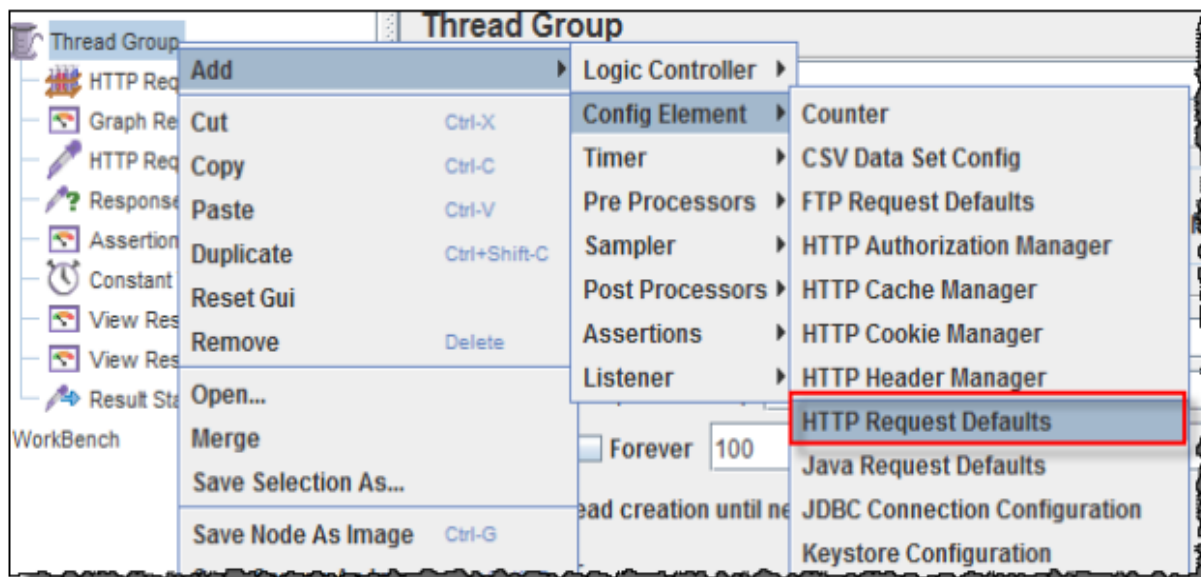 Thread Group
HTTP Req
Graph Re
HTTP Req
Response
Assertion
Constant
View Res
View Res
Result Sta
WorkBench
Thread Group
Add
Cut Ctrl-X
Copy Ctrl-C
Paste Ctrl-V
Duplicate Ctrl+Shift-C
Reset Gui
Remove Delete
Open...
Merge
Save Selection As...
Save Node As Image Ctrl-G
Logic Controller
Config Element
Timer
Pre Processors
Sampler
Post Processors
Assertions
Listener
Counter
CSV Data Set Config
FTP Request Defaults
HTTP Authorization Manager
HTTP Cache Manager
HTTP Cookie Manager
HTTP Header Manager
HTTP Request Defaults
Java Request Defaults
JDBC Connection Configuration
Keystore Configuration
Forever 100
ead creation until ne